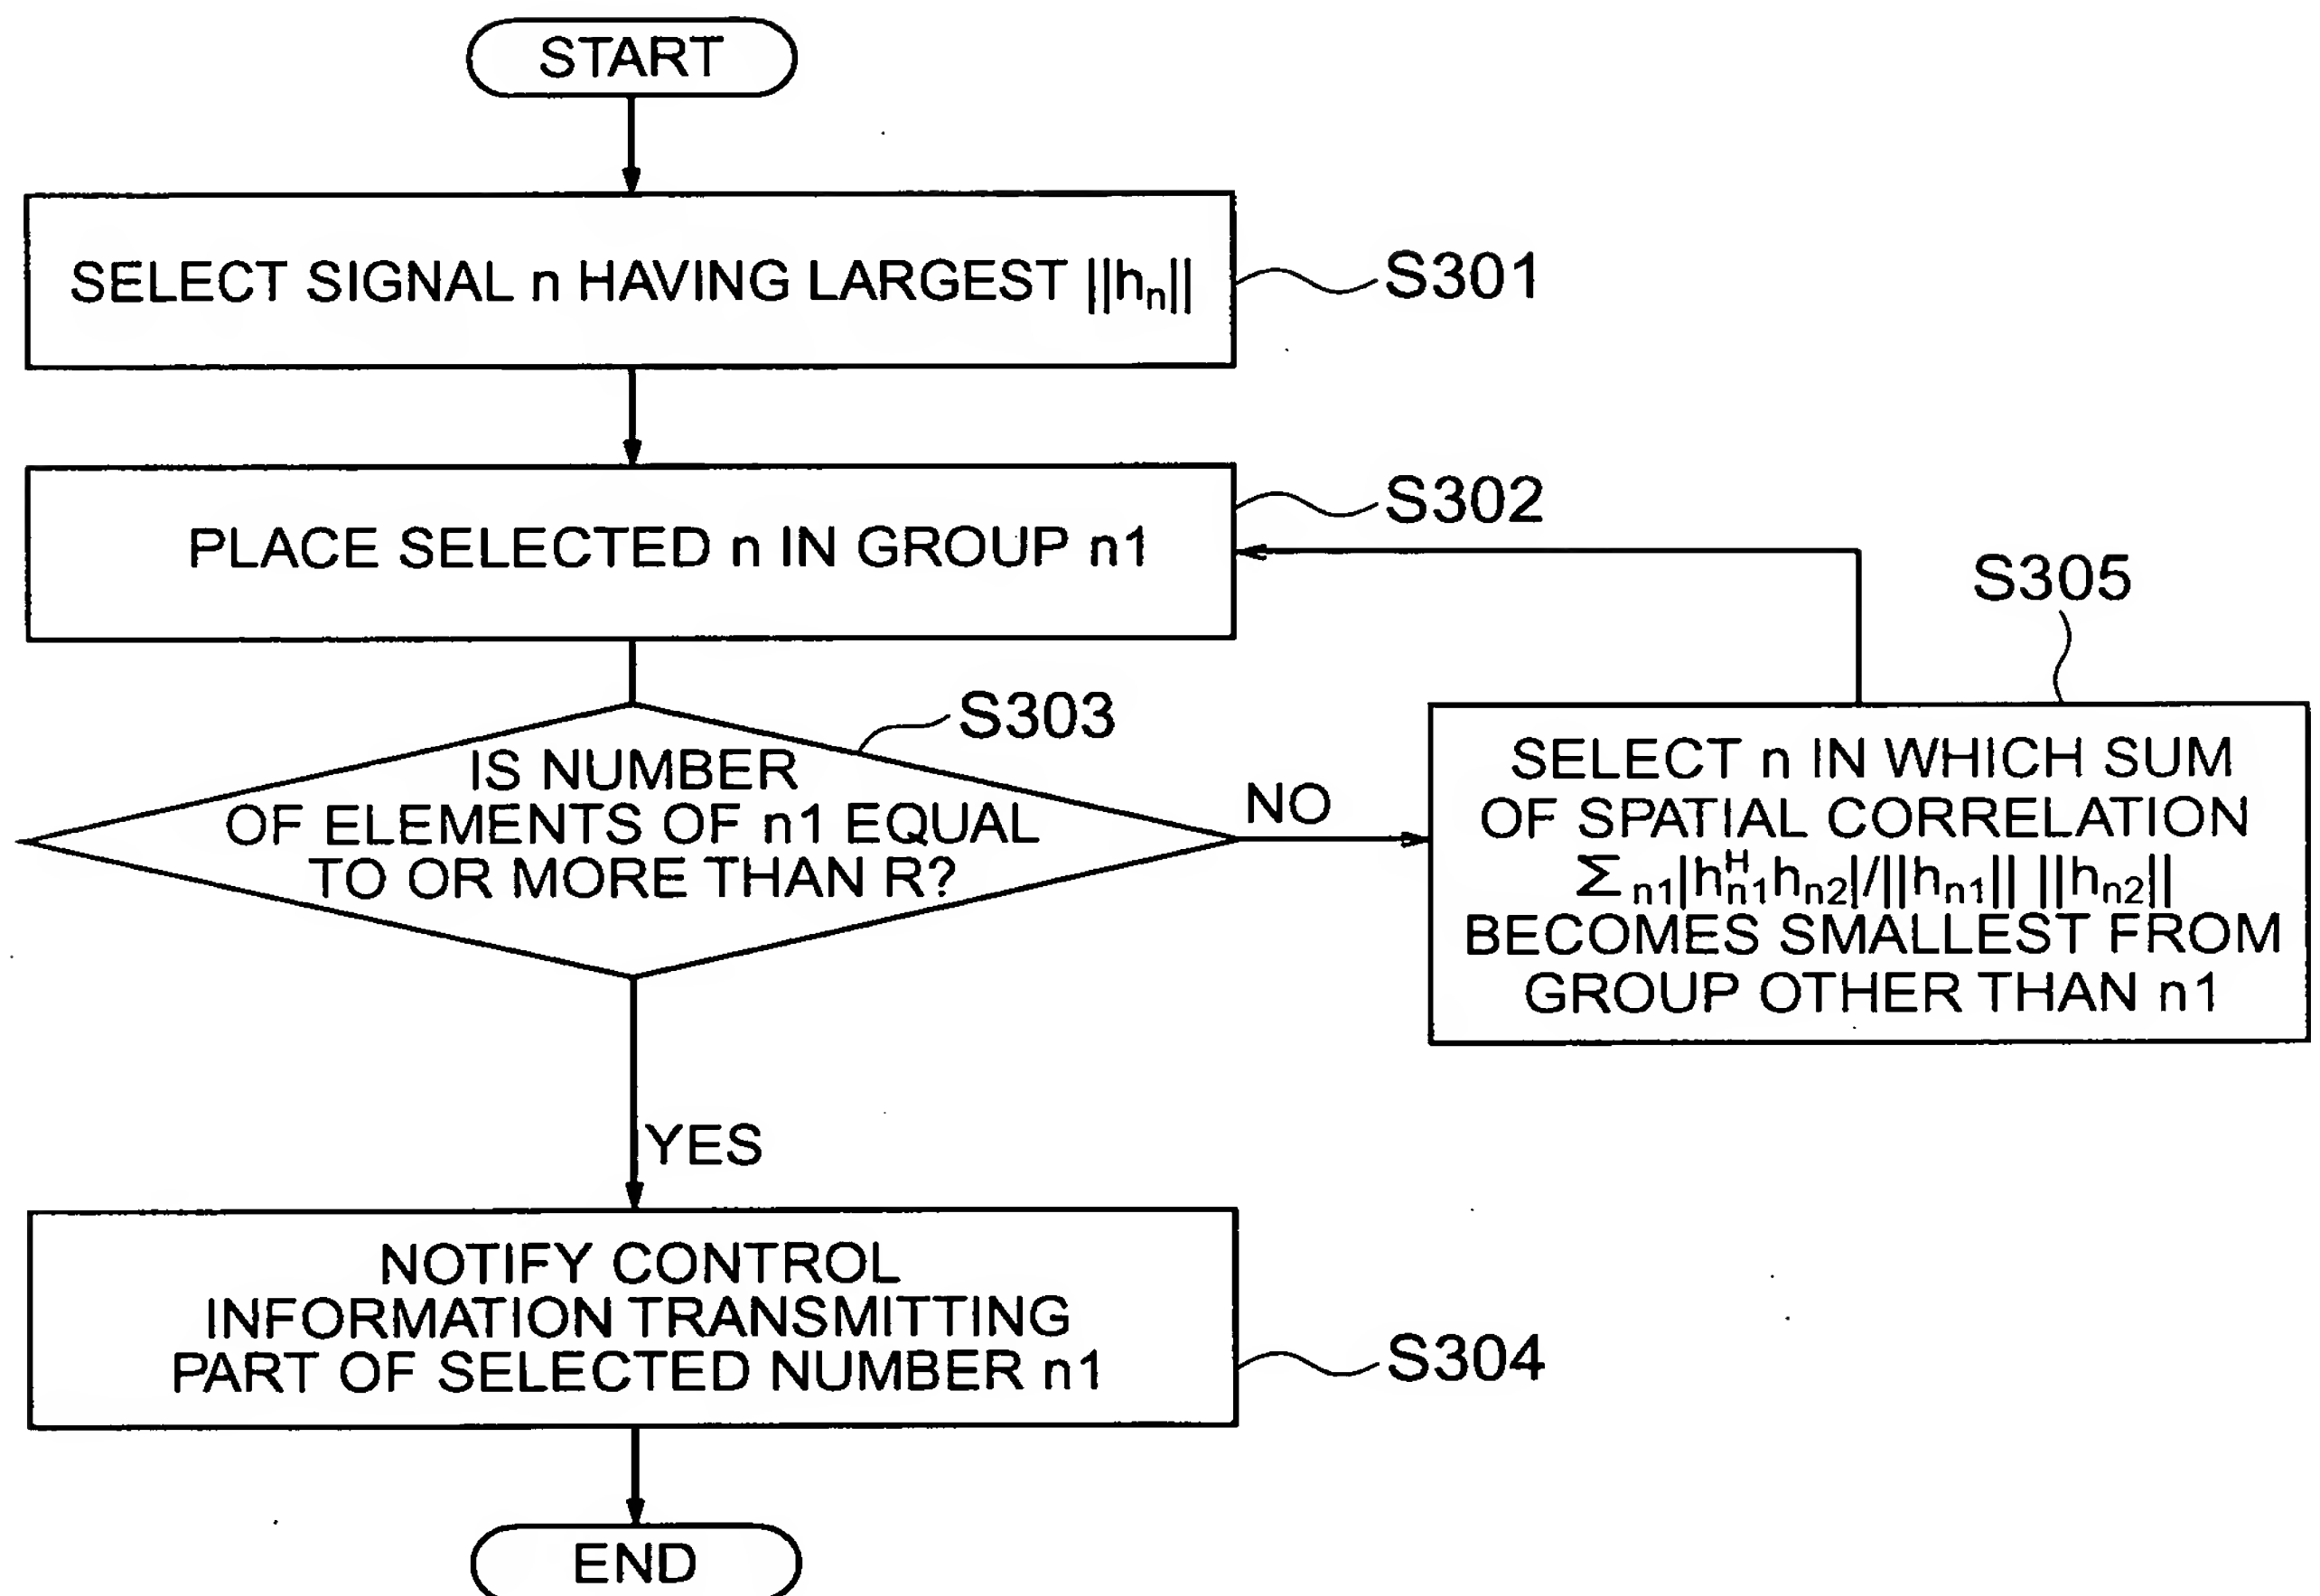 START
SELECT SIGNAL n HAVING LARGEST ||hn||
S301
PLACE SELECTED n IN GROUP n1
S302
IS NUMBER
OF ELEMENTS OF n1 EQUAL
TO OR MORE THAN R?
S303
NO
S305
SELECT n IN WHICH SUM
OF SPATIAL CORRELATION
Σn1|h^H_n1 hn2|/||hn1|| ||hn2||
BECOMES SMALLEST FROM
GROUP OTHER THAN n1
YES
NOTIFY CONTROL
INFORMATION TRANSMITTING
PART OF SELECTED NUMBER n1
S304
END